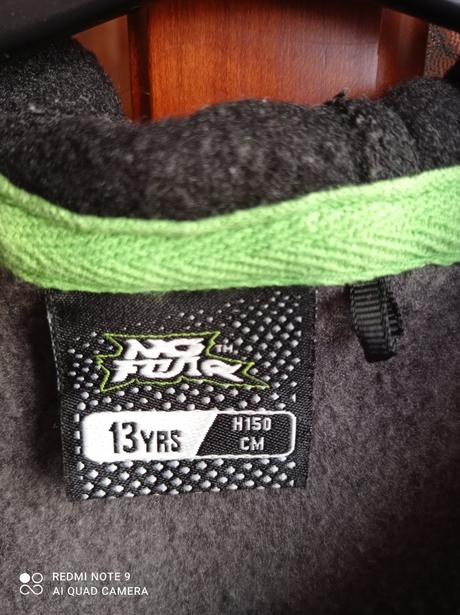 NO
FEAR
TM
13YRS
H150
CM
REDMI NOTE 9
AI QUAD CAMERA